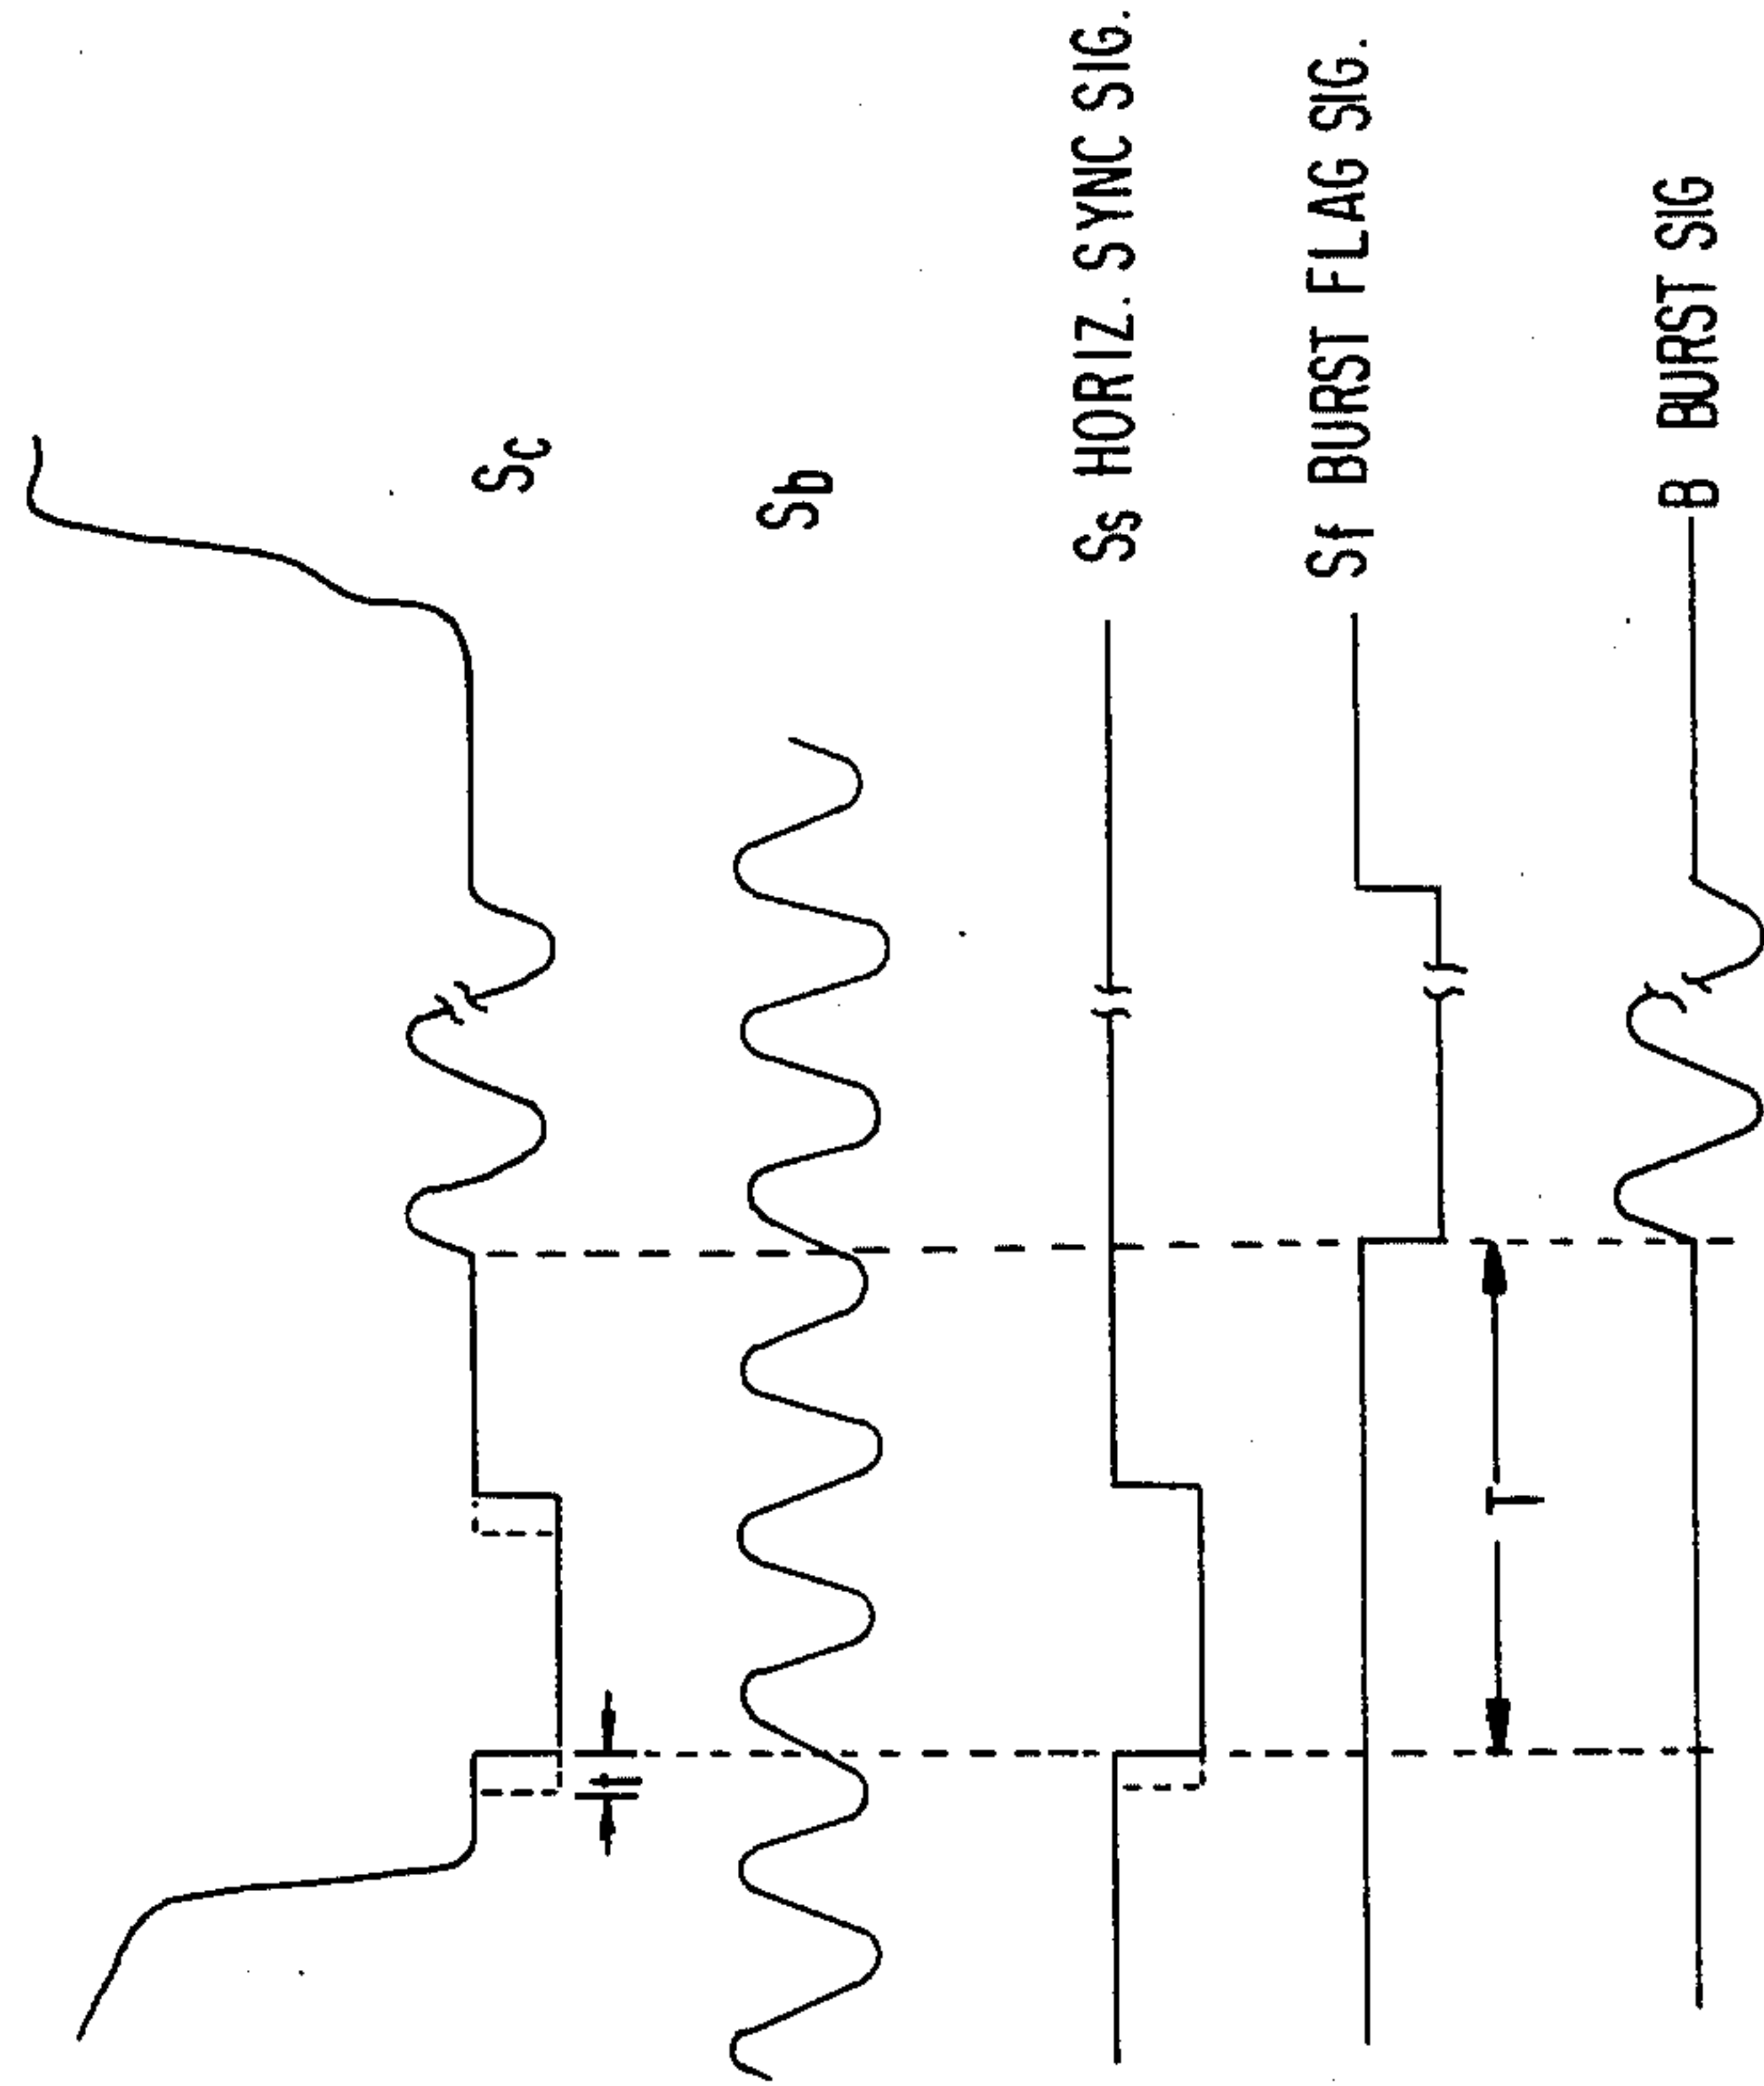 Sc
Sb
Ss HORIZ. SYNC SIG.
Sf BURST FLAG SIG.
B BURST SIG
t
T